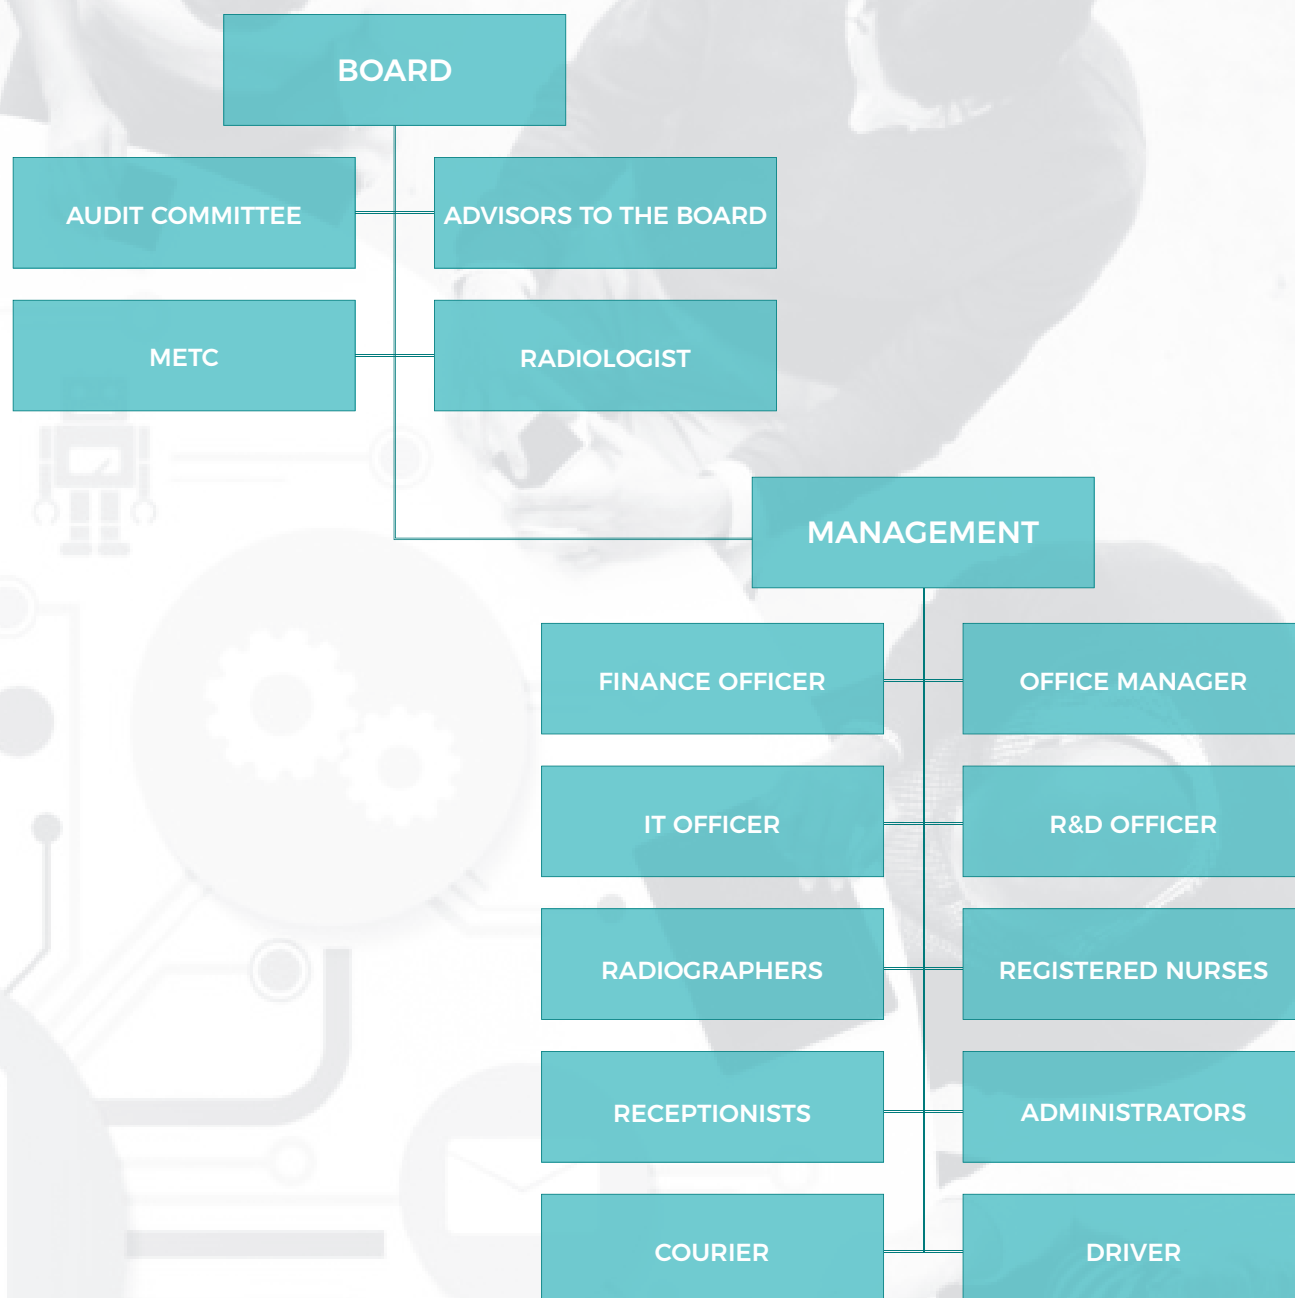 BOARD
AUDIT COMMITTEE
ADVISORS TO THE BOARD
METC
RADIOLOGIST
MANAGEMENT
FINANCE OFFICER
OFFICE MANAGER
IT OFFICER
R&D OFFICER
RADIOGRAPHERS
REGISTERED NURSES
RECEPTIONISTS
ADMINISTRATORS
COURIER
DRIVER